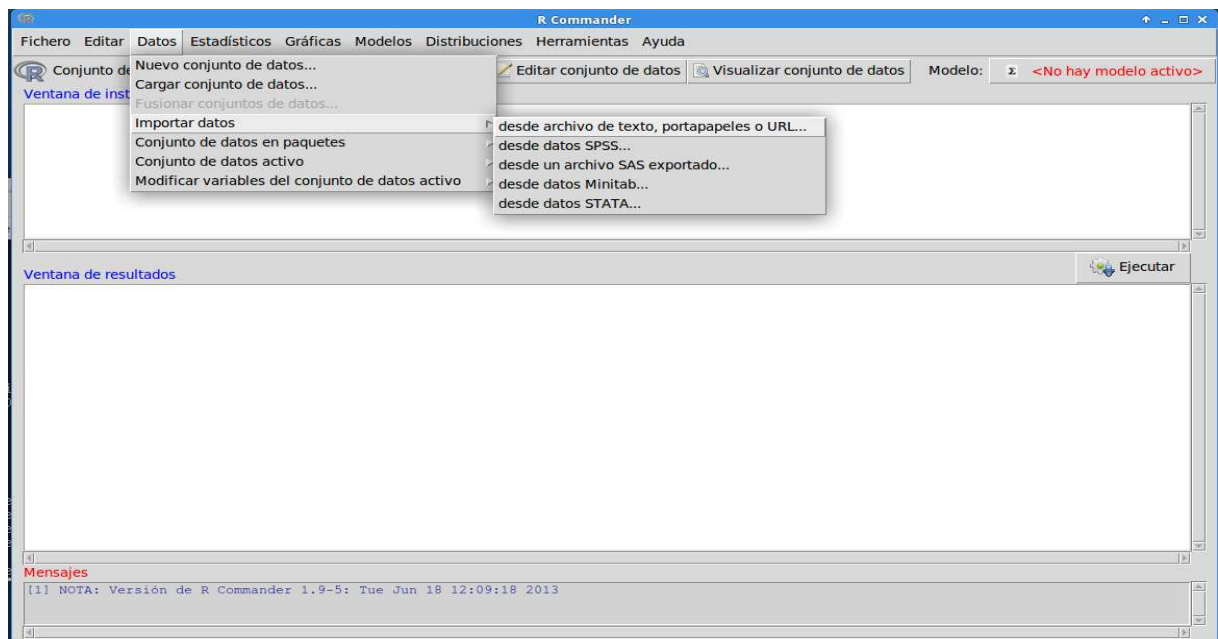 R Commander
Fichero Editar Datos Estadísticos Gráficas Modelos Distribuciones Herramientas Ayuda
Conjunto de
Editar conjunto de datos Visualizar conjunto de datos Modelo: Σ <No hay modelo activo>
Ventana de inst
Nuevo conjunto de datos...
Cargar conjunto de datos...
Fusionar conjuntos de datos...
Importar datos
Conjunto de datos en paquetes
Conjunto de datos activo
Modificar variables del conjunto de datos activo
desde archivo de texto, portapapeles o URL...
desde datos SPSS...
desde un archivo SAS exportado...
desde datos Minitab...
desde datos STATA...
Ejecutar
Ventana de resultados
Mensajes
[1] NOTA: Versión de R Commander 1.9-5: Tue Jun 18 12:09:18 2013